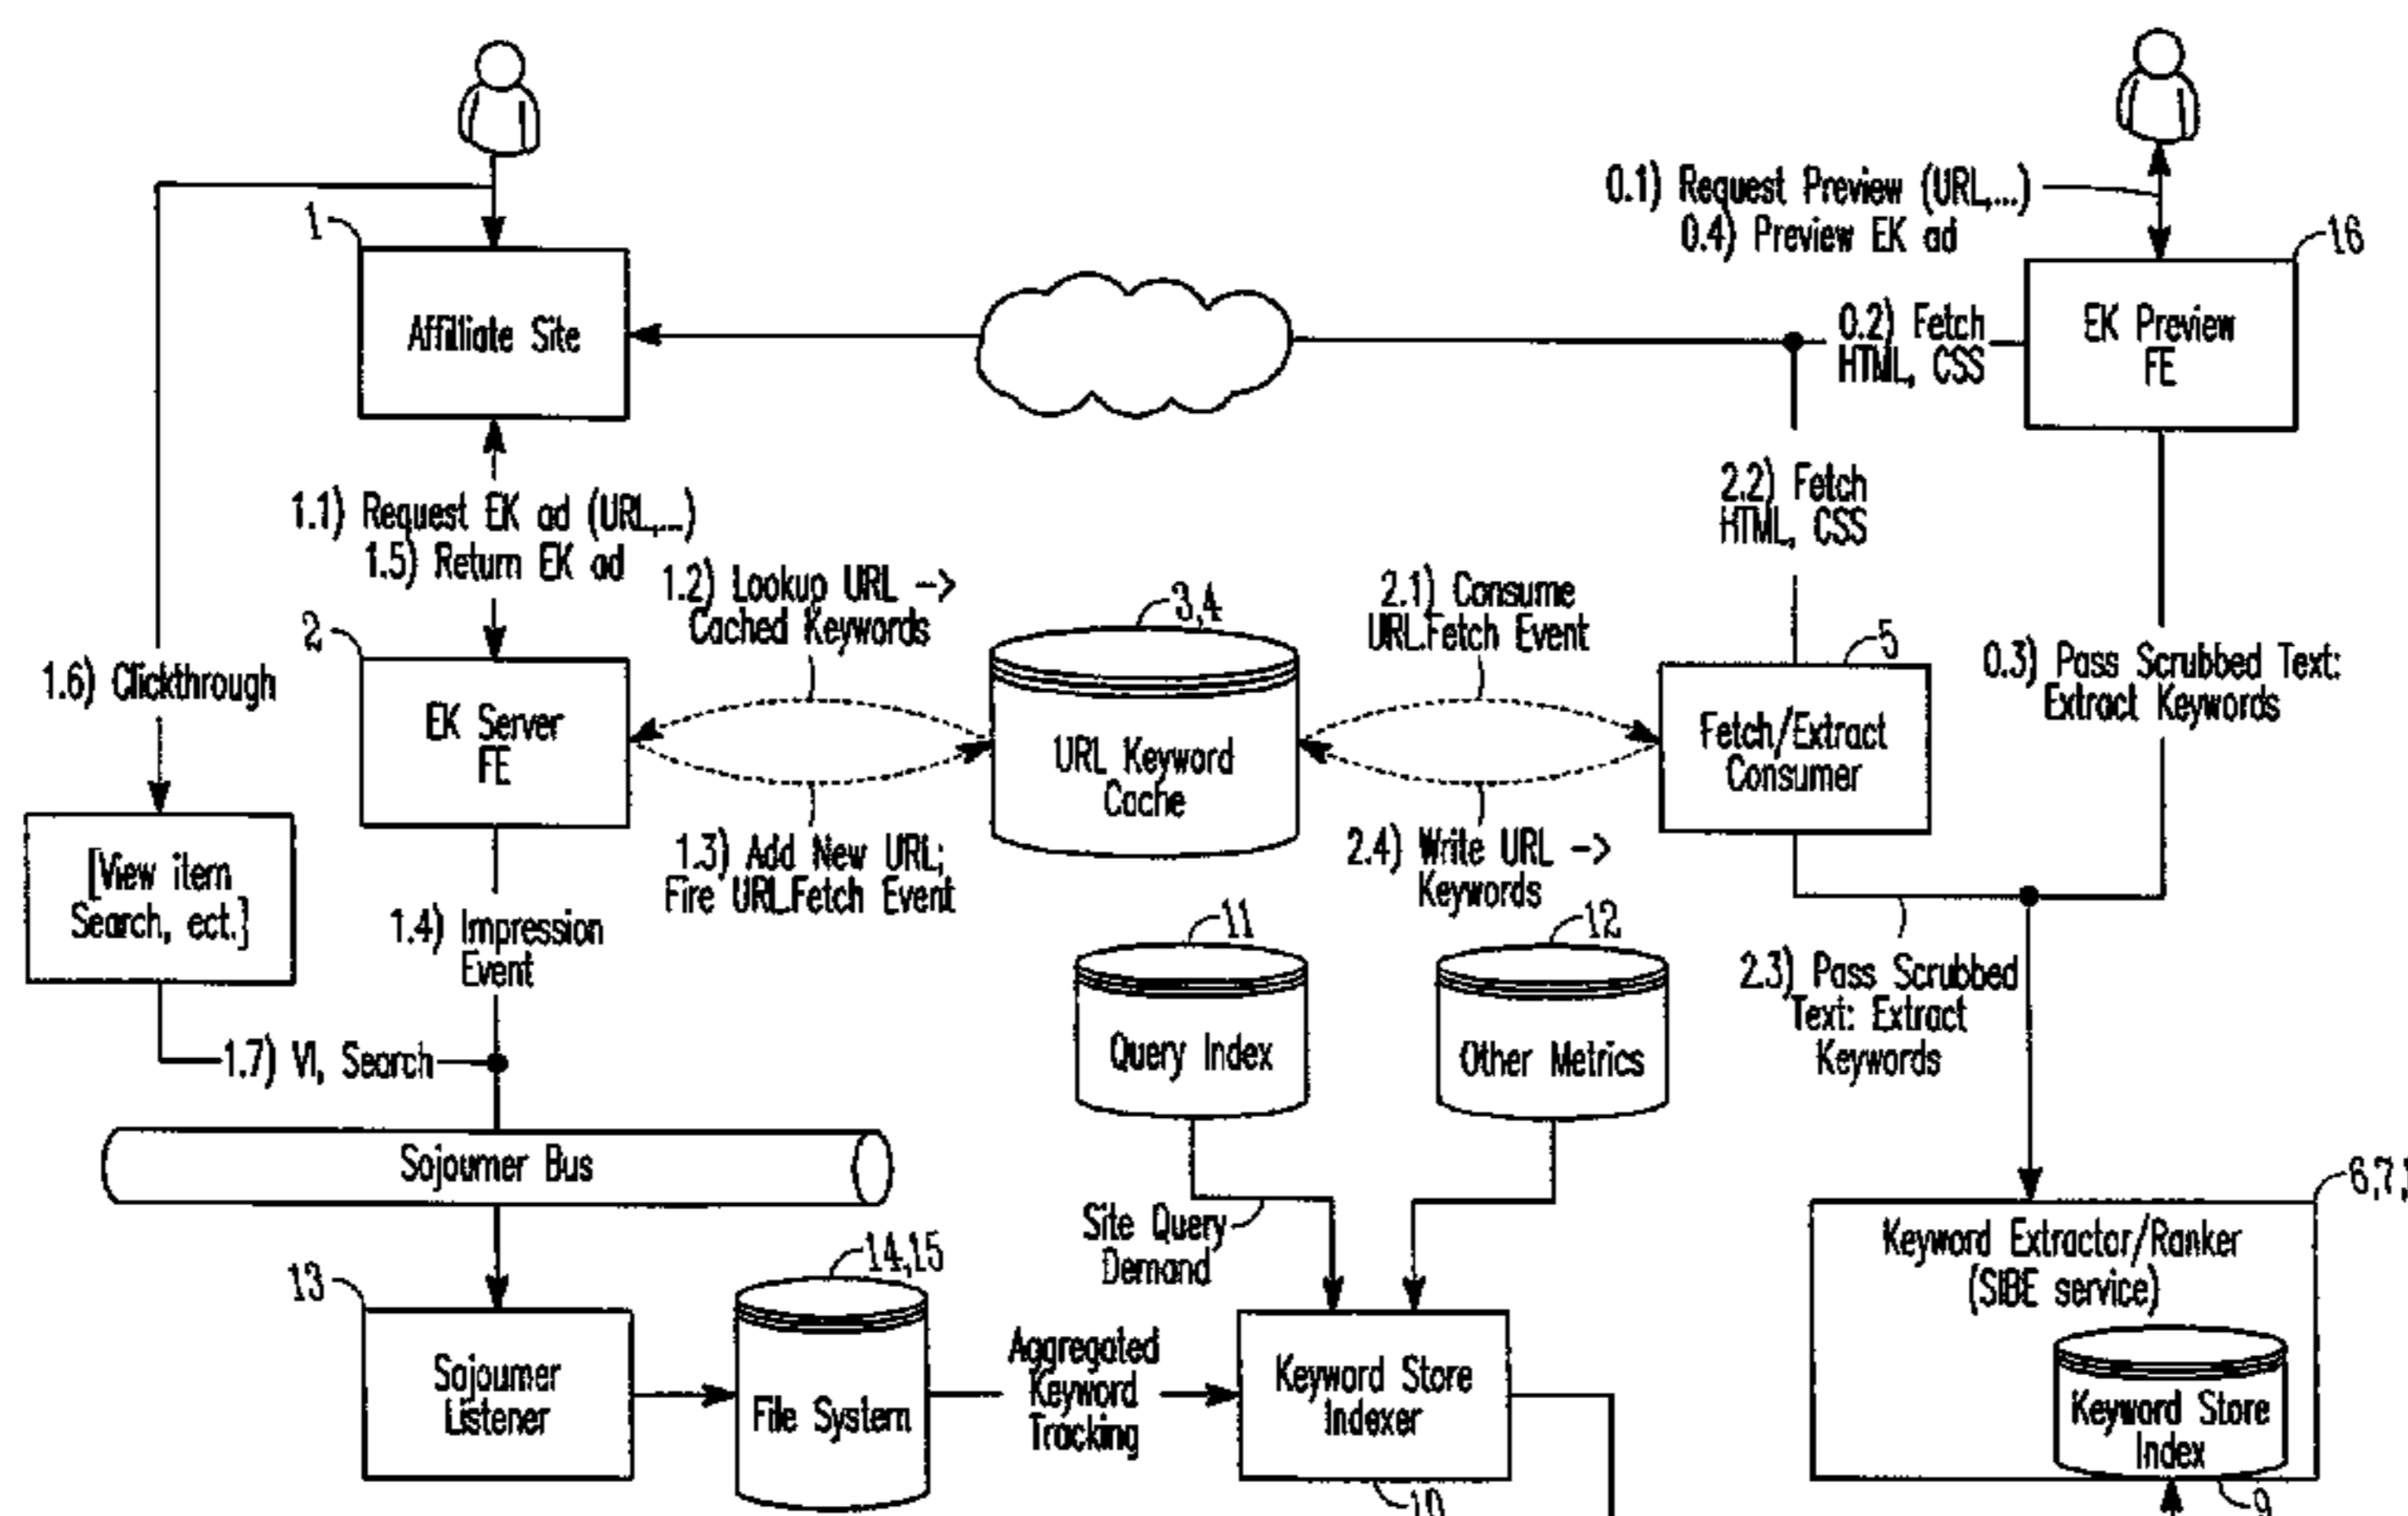 0.1) Request Preview (URL,...)
0.4) Preview EK ad
1
16
Affilliate Site
0.2) Fetch
HTML, CSS
EK Preview
FE
1.1) Request EK ad (URL,...)
1.5) Return EK ad
2.2) Fetch
HTML, CSS
1.2) Lookup URL ->
Cached Keywords
3,4
2.1) Consume
URL.Fetch Event
2
5
1.6) Clickthrough
0.3) Pass Scrubbed Text:
Extract Keywords
EK Server
FE
URL Keyword
Cache
Fetch/Extract
Consumer
1.3) Add New URL;
Fire URL.Fetch Event
2.4) Write URL ->
Keywords
[View item
Search, ect.]
1.4) Impression
Event
11
12
2.3) Pass Scrubbed
Text: Extract
Keywords
Query Index
Other Metrics
1.7) VI, Search
Sojourner Bus
Site Query
Demand
6,7,
Keyword Extractor/Ranker
(SIBE service)
13
14,15
Sojourner
Listener
File System
Aggregated
Keyword
Tracking
Keyword Store
Indexer
Keyword Store
Index
10
9